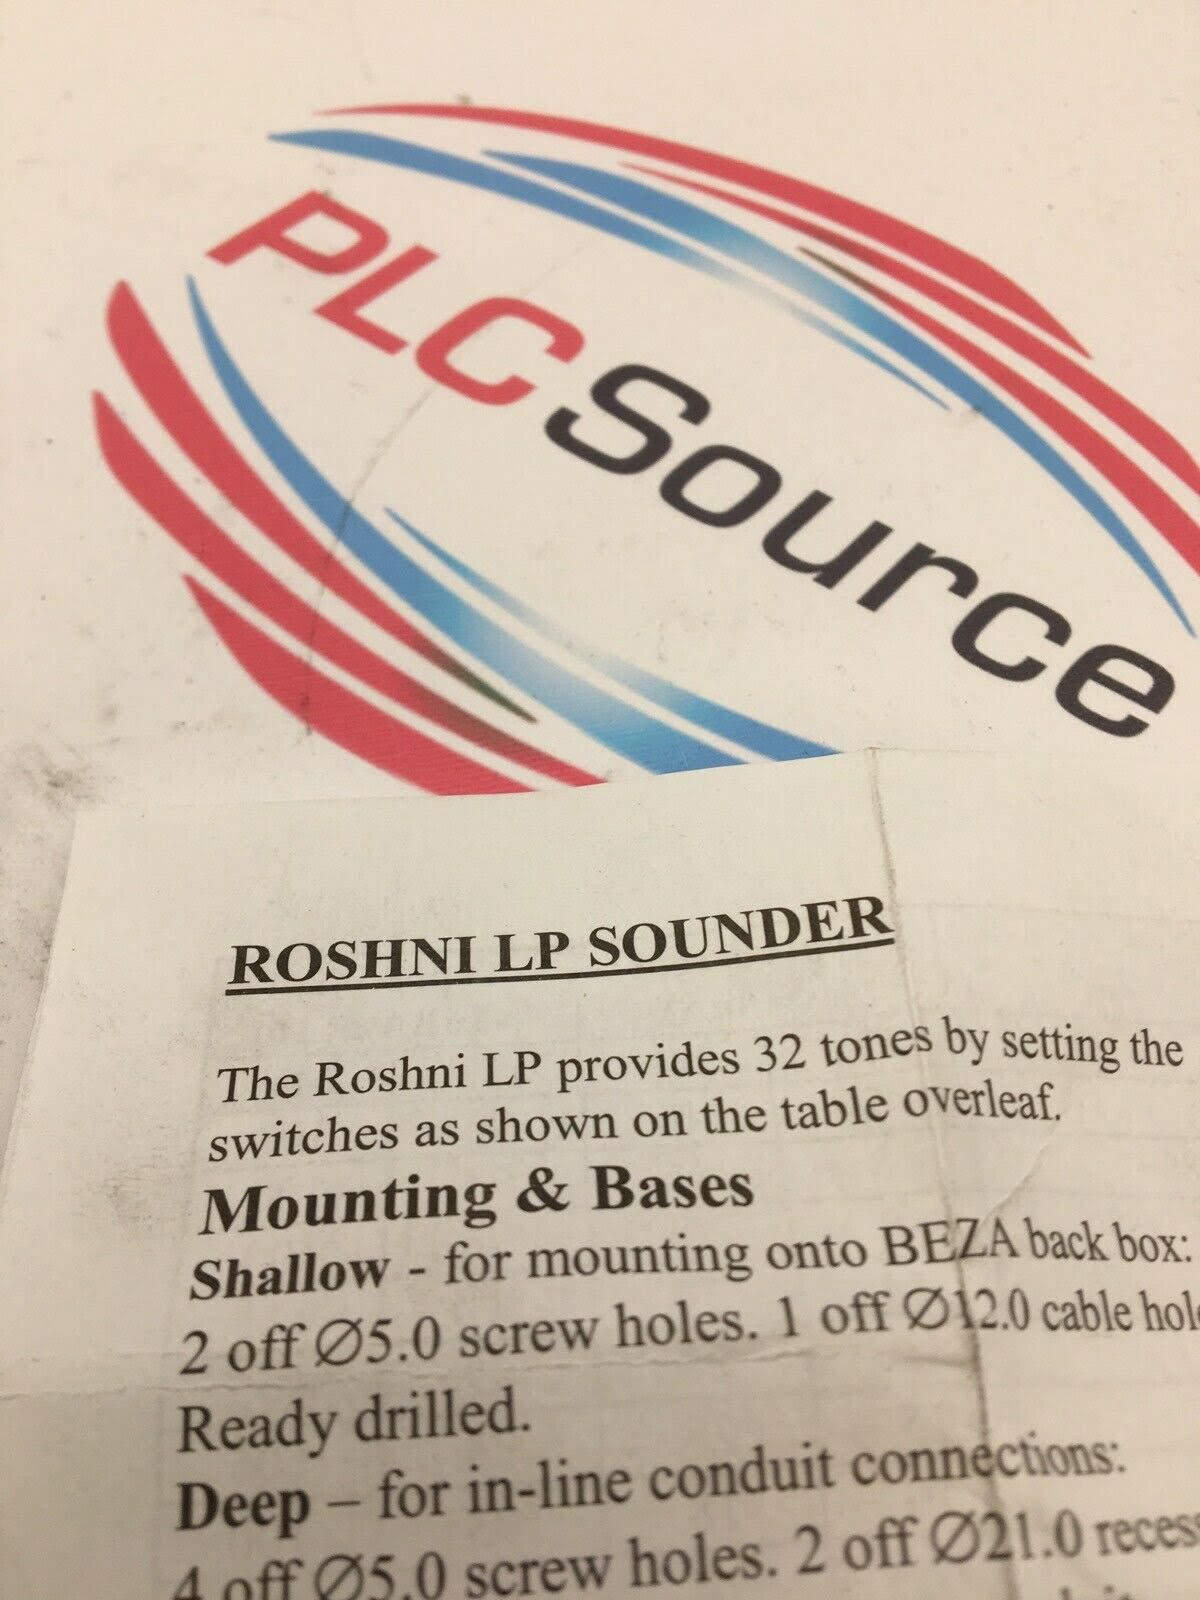 PLC Source
ROSHNI LP SOUNDER
The Roshni LP provides 32 tones by setting the
switches as shown on the table overleaf.
Mounting & Bases
Shallow - for mounting onto BEZA back box:
2 off Ø5.0 screw holes. 1 off Ø12.0 cable
Ready drilled.
Deep – for in-line conduit connections:
4 off Ø5.0 screw holes. 2 off Ø21.0